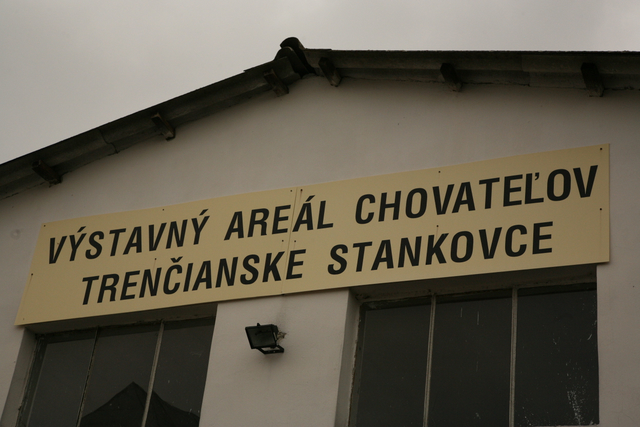 VÝSTAVNÝ AREÁL CHOVATEĽOV
TRENČIANSKE STANKOVCE